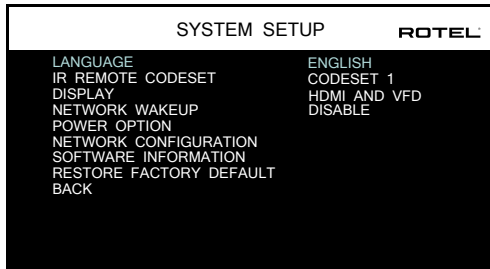 SYSTEM SETUP ROTEL
LANGUAGE ENGLISH
IR REMOTE CODESET CODESET 1
DISPLAY HDMI AND VFD
NETWORK WAKEUP DISABLE
POWER OPTION
NETWORK CONFIGURATION
SOFTWARE INFORMATION
RESTORE FACTORY DEFAULT
BACK